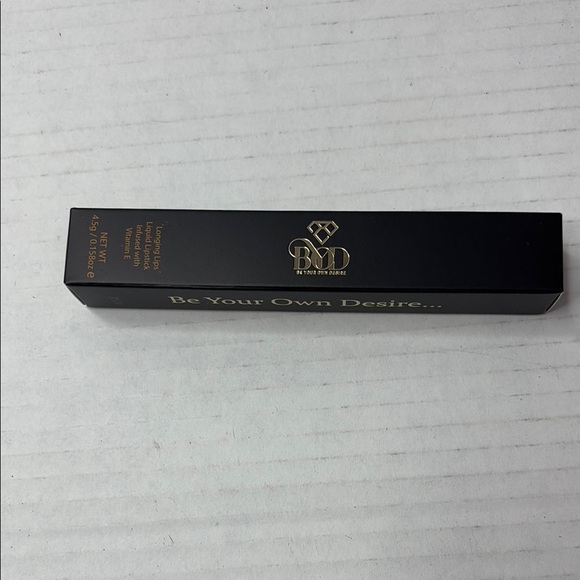 BYOD
BE YOUR OWN DESIRE
Be Your Own Desire...
'Longing Lips'
Liquid Lipstick
Infused with
Vitamin E
NET WT
4.5g / 0.158oz ℮